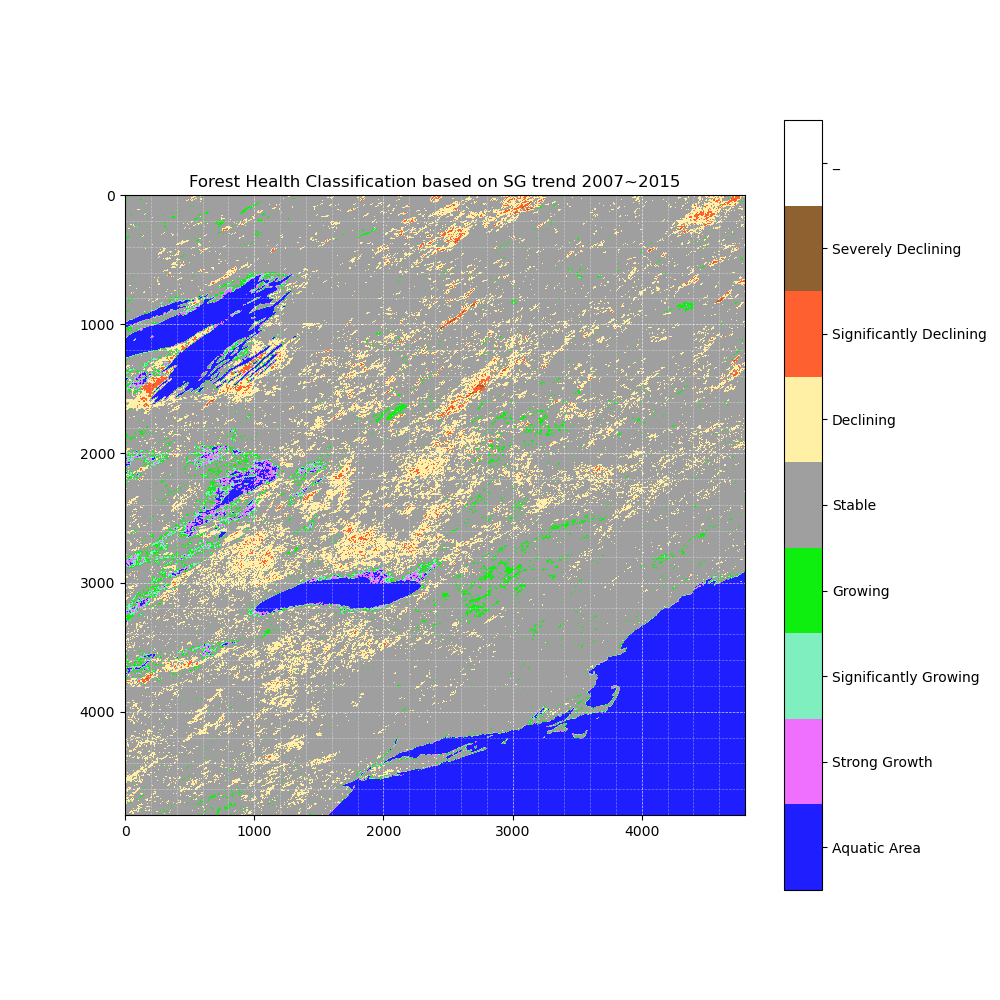 Forest Health Classification based on SG trend 2007~2015
0
1000
2000
3000
4000
0
1000
2000
3000
4000
_
Severely Declining
Significantly Declining
Declining
Stable
Growing
Significantly Growing
Strong Growth
Aquatic Area